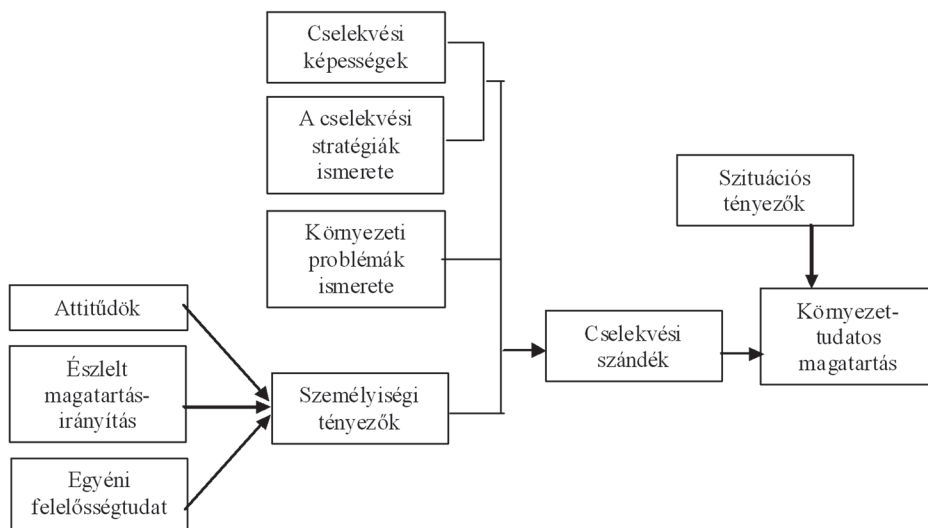 Cselekvési
képességek
A cselekvési
stratégiák
ismerete
Környezeti
problémák
ismerete
Attitűdök
Észlelt
magatartás-
irányítás
Egyéni
felelősségtudat
Személyiségi
tényezők
Cselekvési
szándék
Szituációs
tényezők
Környezet-
tudatos
magatartás